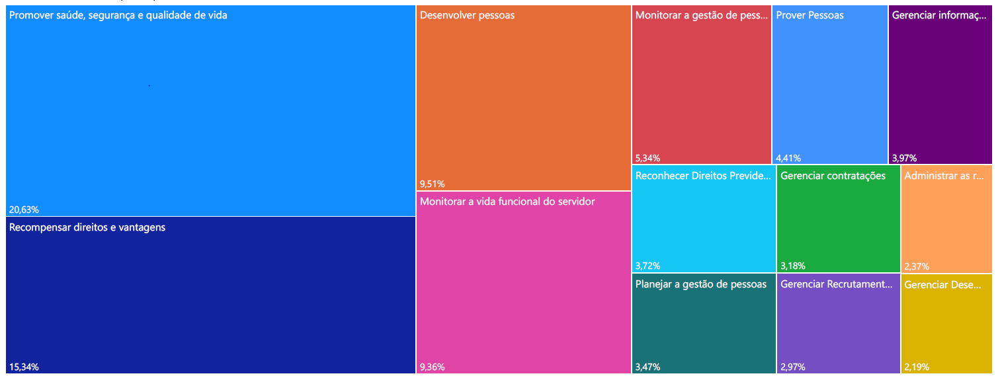 Promover saúde, segurança e qualidade de vida
20,63%
Recompensar direitos e vantagens
15,34%
Desenvolver pessoas
9,51%
Monitorar a vida funcional do servidor
9,36%
Monitorar a gestão de pess...
5,34%
Prover Pessoas
4,41%
Gerenciar informaç...
3,97%
Reconhecer Direitos Previde...
3,72%
Gerenciar contratações
3,18%
Administrar as r...
2,37%
Planejar a gestão de pessoas
3,47%
Gerenciar Recrutament...
2,97%
Gerenciar Dese...
2,19%